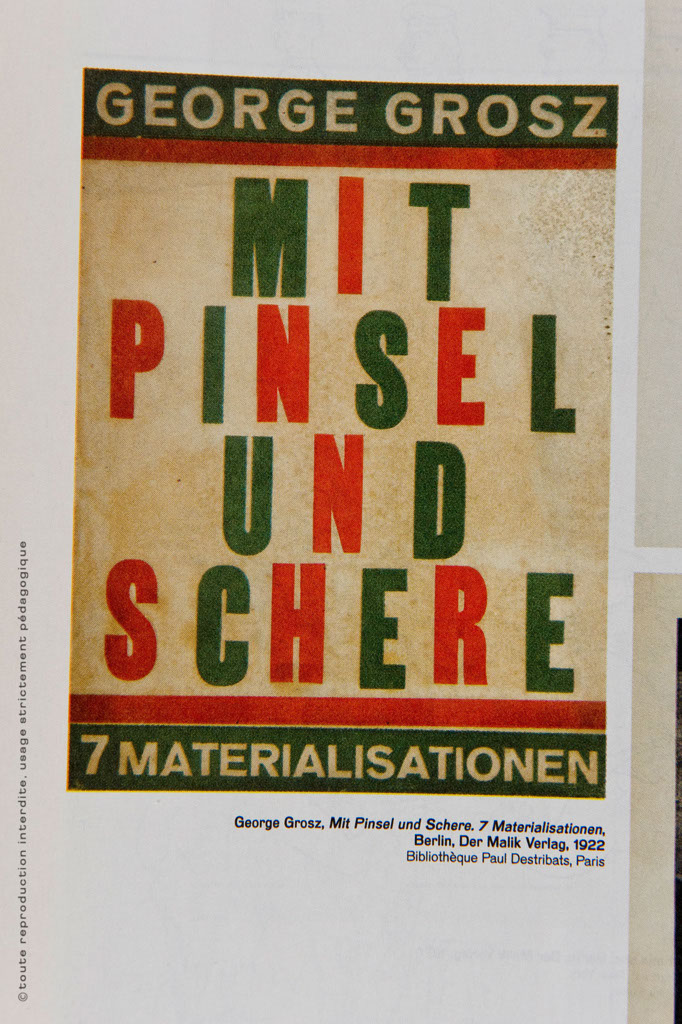 GEORGE GROSZ
MIT
PINSEL
UND
SCHERE
7 MATERIALISATIONEN
George Grosz, Mit Pinsel und Schere. 7 Materialisationen,
Berlin, Der Malik Verlag, 1922
Bibliothèque Paul Destribats, Paris
© toute reproduction interdite. usage strictement pédagogique